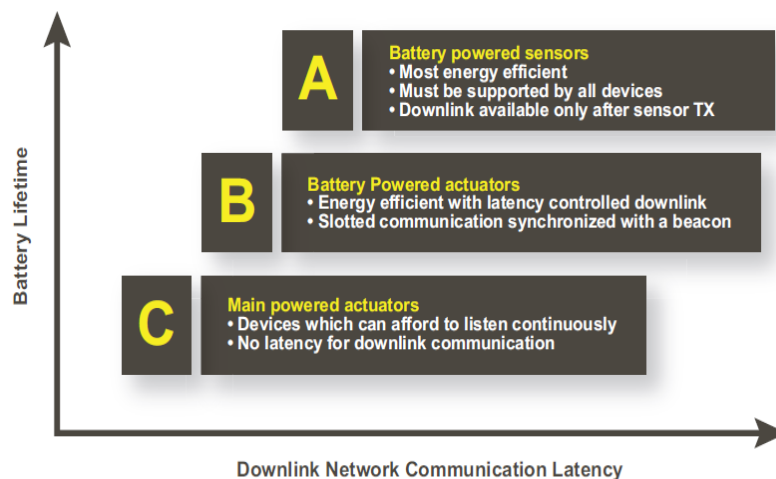 Battery Lifetime
A
Battery powered sensors
• Most energy efficient
• Must be supported by all devices
• Downlink available only after sensor TX
B
Battery Powered actuators
• Energy efficient with latency controlled downlink
• Slotted communication synchronized with a beacon
C
Main powered actuators
• Devices which can afford to listen continuously
• No latency for downlink communication
Downlink Network Communication Latency